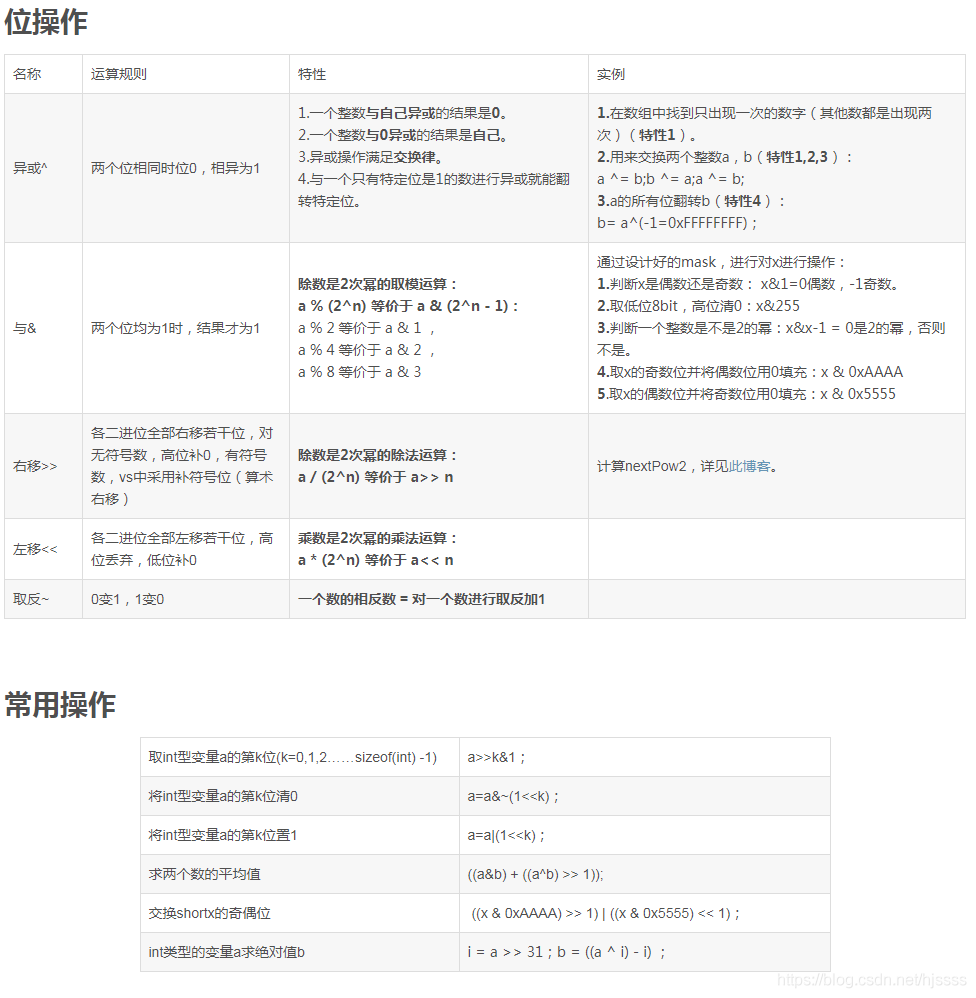 位操作
名称 运算规则 特性 实例
异或^
两个位相同时位0，相异为1
1.一个整数与自己异或的结果是0。
2.一个整数与0异或的结果是自己。
3.异或操作满足交换律。
4.与一个只有特定位是1的数进行异或就能翻
转特定位。
1.在数组中找到只出现一次的数字（其他数都是出现两
次）（特性1）。
2.用来交换两个整数a，b（特性1,2,3）：
a ^= b;b ^= a;a ^= b;
3.a的所有位翻转b（特性4）：
b= a^(-1=0xFFFFFFFF)；
与&
两个位均为1时，结果才为1
除数是2次幂的取模运算：
a % (2^n) 等价于 a & (2^n - 1)：
a % 2 等价于 a & 1 ，
a % 4 等价于 a & 2 ，
a % 8 等价于 a & 3
通过设计好的mask，进行对x进行操作：
1.判断x是偶数还是奇数： x&1=0偶数，-1奇数。
2.取低位8bit，高位清0：x&255
3.判断一个整数是不是2的幂：x&x-1 = 0是2的幂，否则
不是。
4.取x的奇数位并将偶数位用0填充：x & 0xAAAA
5.取x的偶数位并将奇数位用0填充：x & 0x5555
右移>>
各二进位全部右移若干位，对
无符号数，高位补0，有符号
数，vs中采用补符号位（算术
右移）
除数是2次幂的除法运算：
a / (2^n) 等价于 a>> n
计算nextPow2，详见此博客。
左移<<
各二进位全部左移若干位，高
位丢弃，低位补0
乘数是2次幂的乘法运算：
a * (2^n) 等价于 a<< n
取反~
0变1，1变0
一个数的相反数 = 对一个数进行取反加1
常用操作
取int型变量a的第k位(k=0,1,2……sizeof(int) -1) a>>k&1；
将int型变量a的第k位清0 a=a&~(1<<k)；
将int型变量a的第k位置1 a=a|(1<<k)；
求两个数的平均值 ((a&b) + ((a^b) >> 1));
交换shortx的奇偶位 ((x & 0xAAAA) >> 1) | ((x & 0x5555) << 1)；
int类型的变量a求绝对值b i = a >> 31；b = ((a ^ i) - i) ；
https://blog.csdn.net/hjssss